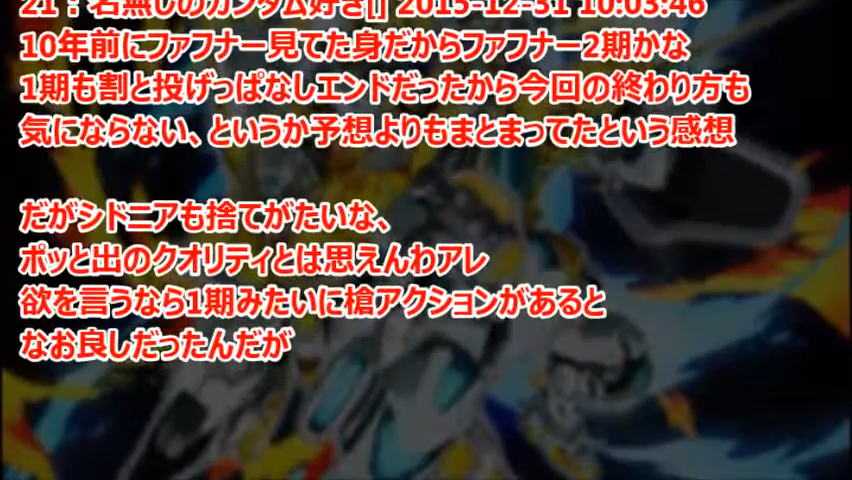 21 : 名無しのガンダム好き[] 2015-12-31 10:03:46
10年前にファフナー見てた身だからファフナー2期かな
1期も割と投げっぱなしエンドだったから今回の終わり方も
気にならない、というか予想よりもまとまってたという感想
だがシドニアも捨てがたいな、
ポッと出のクオリティとは思えんわアレ
欲を言うなら1期みたいに槍アクションがあると
なお良しだったんだが